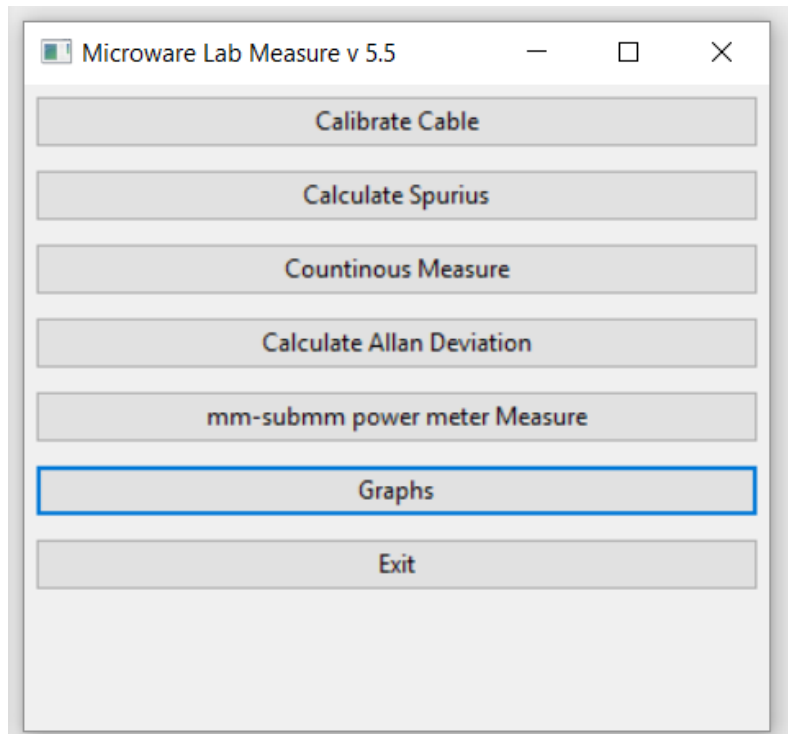 Microware Lab Measure v 5.5
Calibrate Cable
Calculate Spurius
Countinous Measure
Calculate Allan Deviation
mm-submm power meter Measure
Graphs
Exit